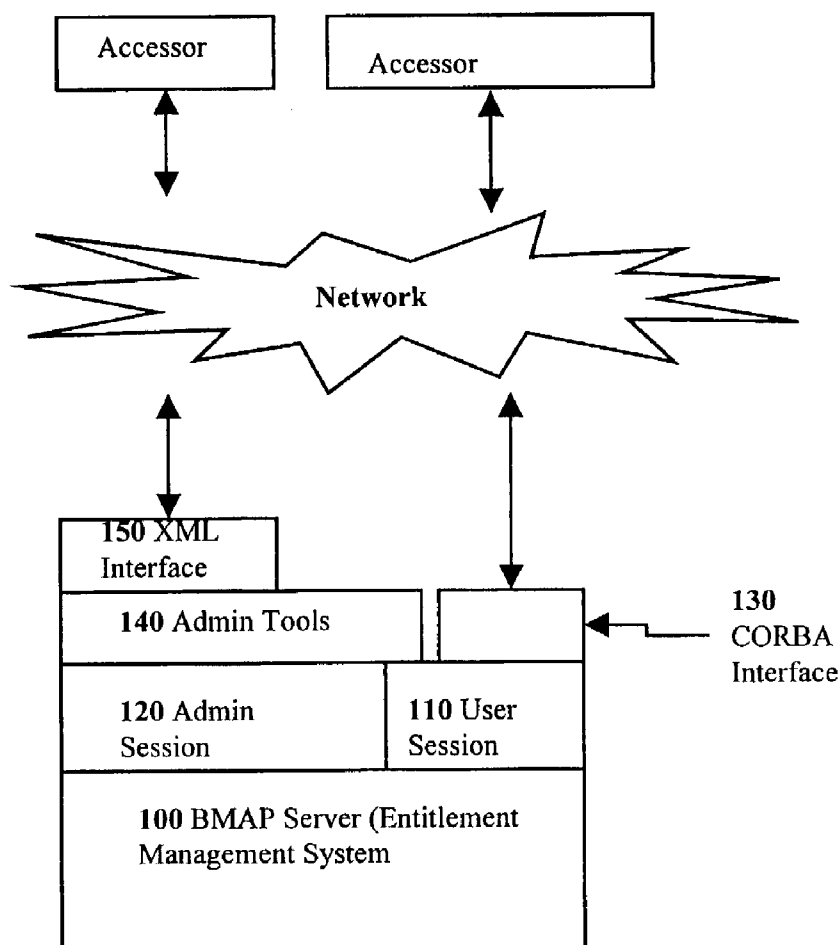 Accessor
Accessor
Network
150 XML
Interface
140 Admin Tools
130
CORBA
Interface
120 Admin
Session
110 User
Session
100 BMAP Server (Entitlement
Management System